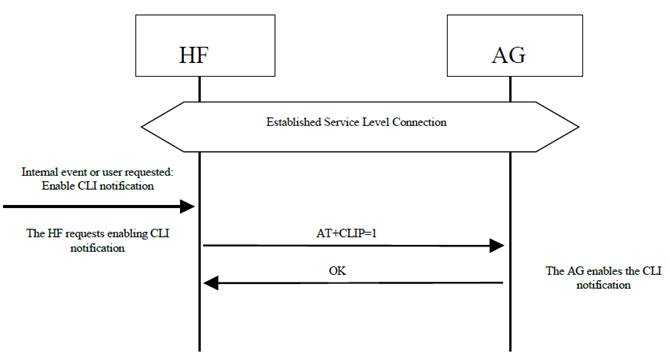 HF
AG
Established Service Level Connection
Internal event or user requested:
Enable CLI notification
The HF requests enabling CLI
notification
AT+CLIP=1
OK
The AG enables the CLI
notification